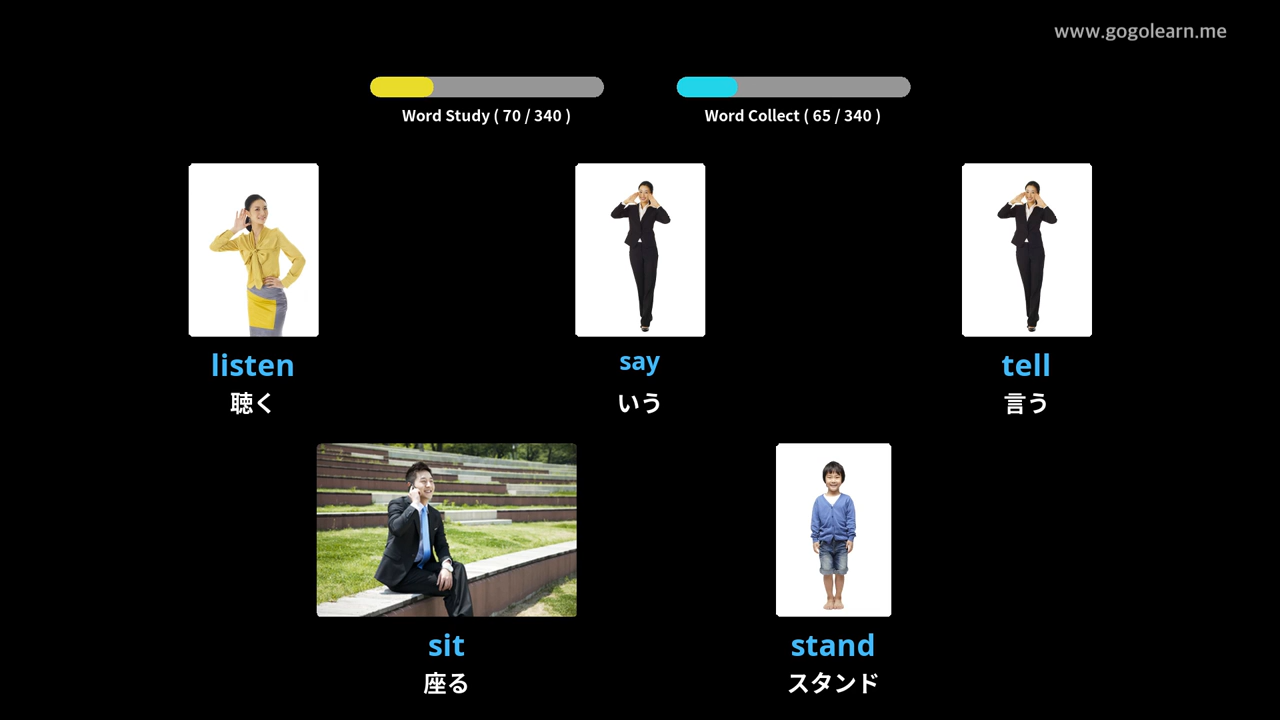 www.gogolearn.me
Word Study ( 70 / 340 )
Word Collect ( 65 / 340 )
listen
聴く
say
いう
tell
言う
sit
座る
stand
スタンド